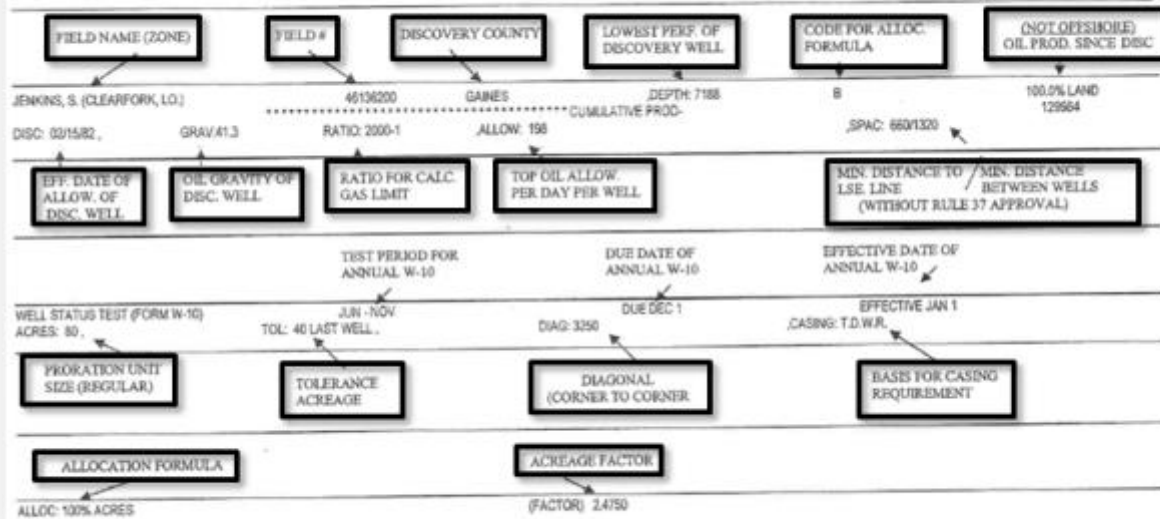 FIELD NAME (ZONE)
FIELD #
DISCOVERY COUNTY
LOWEST PERF. OF
DISCOVERY WELL
CODE FOR ALLOC.
FORMULA
(NOT OFFSHORE)
OIL PROD. SINCE DISC
JENKINS, S. (CLEARFORK, LO.) 46136200 GAINES ,DEPTH: 7188 B 100.0% LAND
CUMULATIVE PROD- 129564
DISC: 02/15/82 , GRAV:41.3 RATIO: 2000-1 ,ALLOW: 198 ,SPAC: 660/1320
EFF. DATE OF
ALLOW. OF
DISC. WELL
OIL GRAVITY OF
DISC. WELL
RATIO FOR CALC.
GAS LIMIT
TOP OIL ALLOW.
PER DAY PER WELL
MIN. DISTANCE TO / MIN. DISTANCE
LSE. LINE BETWEEN WELLS
(WITHOUT RULE 37 APPROVAL)
TEST PERIOD FOR
ANNUAL W-10
DUE DATE OF
ANNUAL W-10
EFFECTIVE DATE OF
ANNUAL W-10
WELL STATUS TEST (FORM W-10) JUN - NOV DUE DEC 1 EFFECTIVE JAN 1
ACRES: 80 , TOL: 40 LAST WELL , DIAG: 3250 ,CASING: T.D.W.R.
PRORATION UNIT
SIZE (REGULAR)
TOLERANCE
ACREAGE
DIAGONAL
(CORNER TO CORNER
BASIS FOR CASING
REQUIREMENT
ALLOCATION FORMULA
ACREAGE FACTOR
ALLOC: 100% ACRES (FACTOR) 2.4750